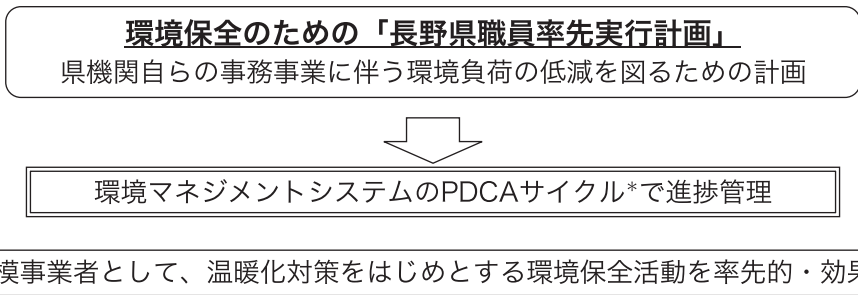 環境保全のための「長野県職員率先実行計画」
県機関自らの事務事業に伴う環境負荷の低減を図るための計画
環境マネジメントシステムのPDCAサイクル*で進捗管理
模事業者として、温暖化対策をはじめとする環境保全活動を率先的・効果